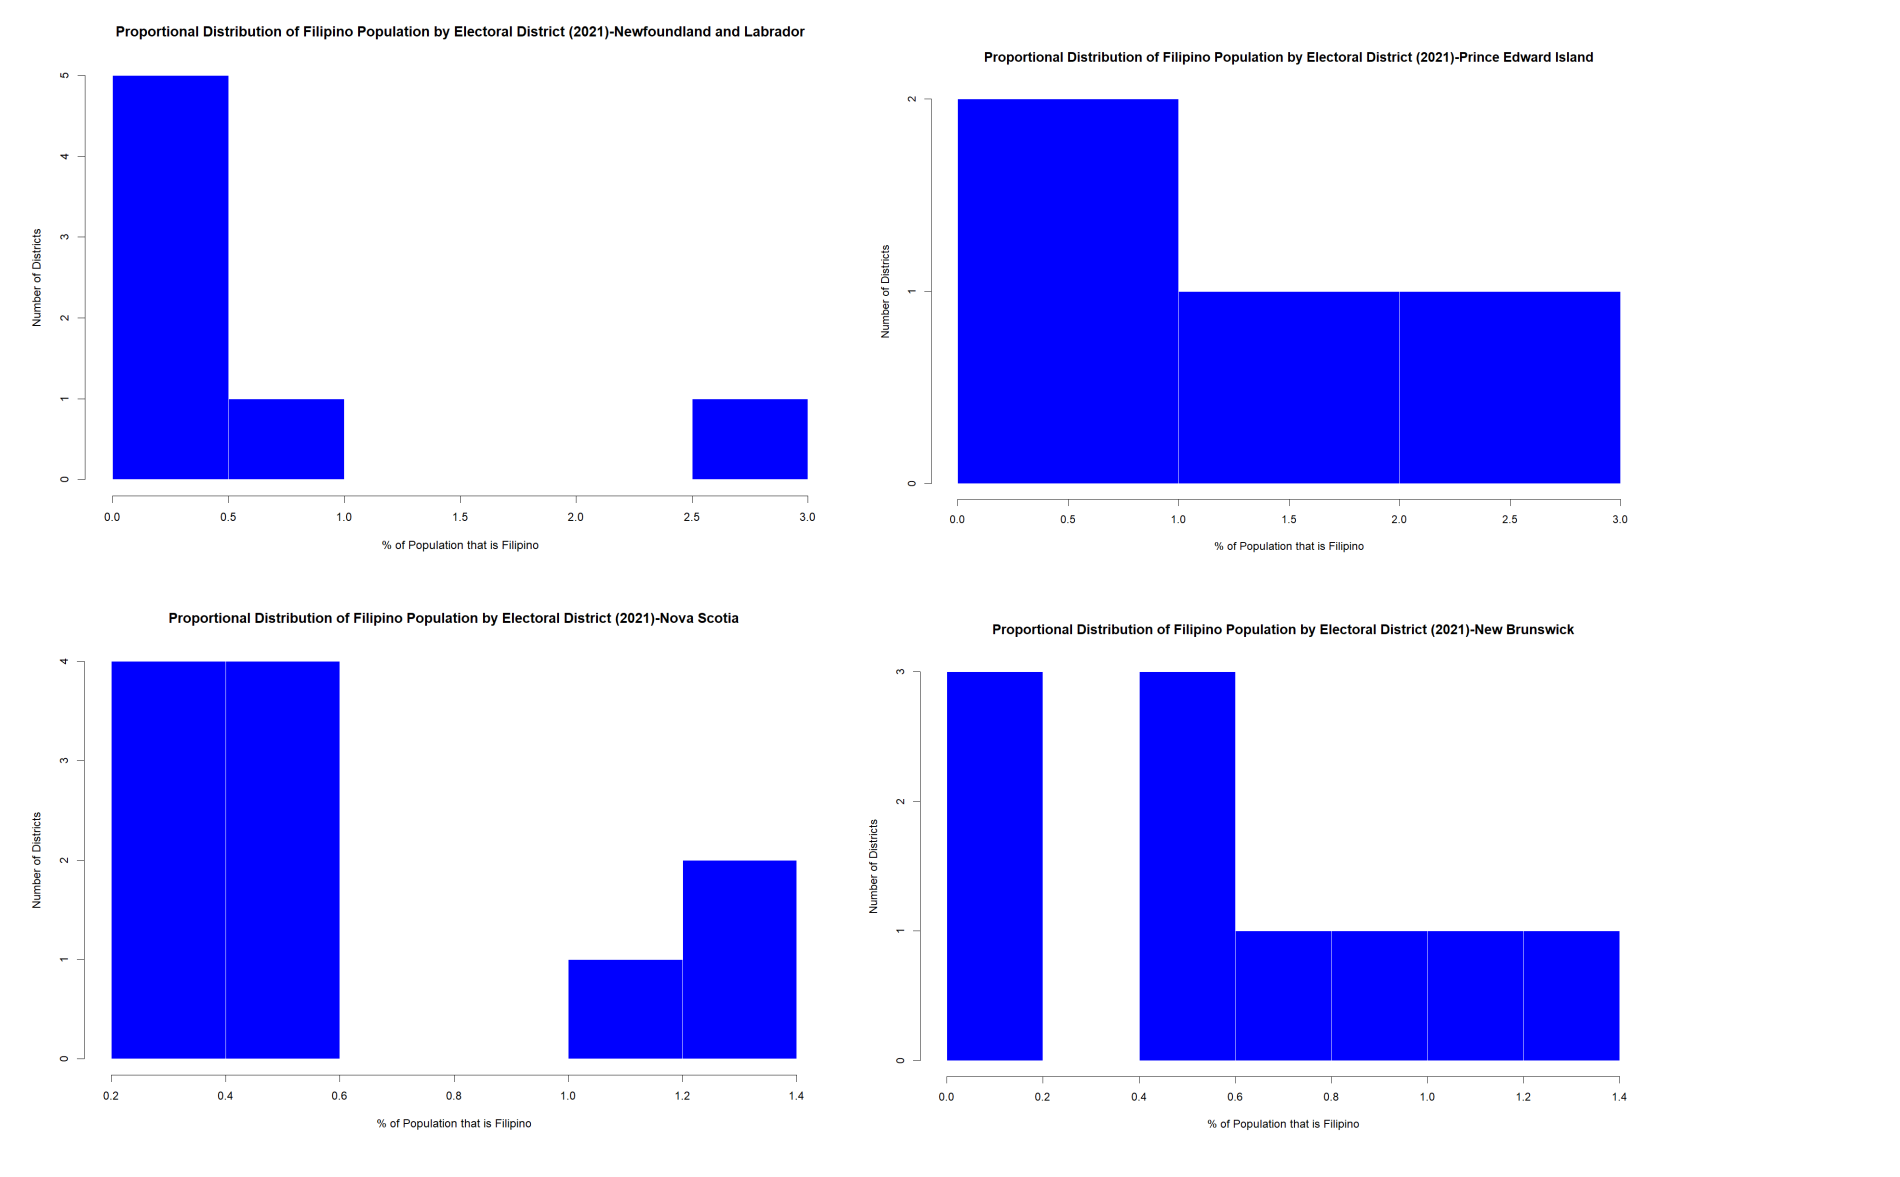 Proportional Distribution of Filipino Population by Electoral District (2021)-Newfoundland and Labrador
5
4
3
2
1
0
Number of Districts
0.0 0.5 1.0 1.5 2.0 2.5 3.0
% of Population that is Filipino
Proportional Distribution of Filipino Population by Electoral District (2021)-Prince Edward Island
2
1
0
Number of Districts
0.0 0.5 1.0 1.5 2.0 2.5 3.0
% of Population that is Filipino
Proportional Distribution of Filipino Population by Electoral District (2021)-Nova Scotia
4
3
2
1
0
Number of Districts
0.2 0.4 0.6 0.8 1.0 1.2 1.4
% of Population that is Filipino
Proportional Distribution of Filipino Population by Electoral District (2021)-New Brunswick
3
2
1
0
Number of Districts
0.0 0.2 0.4 0.6 0.8 1.0 1.2 1.4
% of Population that is Filipino